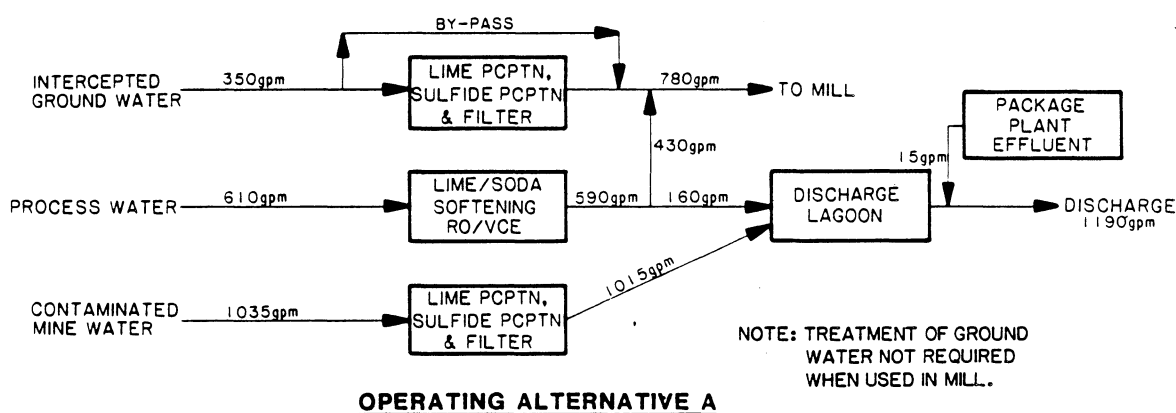 BY-PASS
INTERCEPTED
GROUND WATER
350gpm
LIME PCPTN,
SULFIDE PCPTN
& FILTER
780gpm
TO MILL
PACKAGE
PLANT
EFFLUENT
430gpm
15gpm
PROCESS WATER
610gpm
LIME/SODA
SOFTENING
RO/VCE
590gpm
160gpm
DISCHARGE
LAGOON
DISCHARGE
1190gpm
1015gpm
CONTAMINATED
MINE WATER
1035gpm
LIME PCPTN,
SULFIDE PCPTN
& FILTER
NOTE: TREATMENT OF GROUND
WATER NOT REQUIRED
WHEN USED IN MILL.
OPERATING ALTERNATIVE A